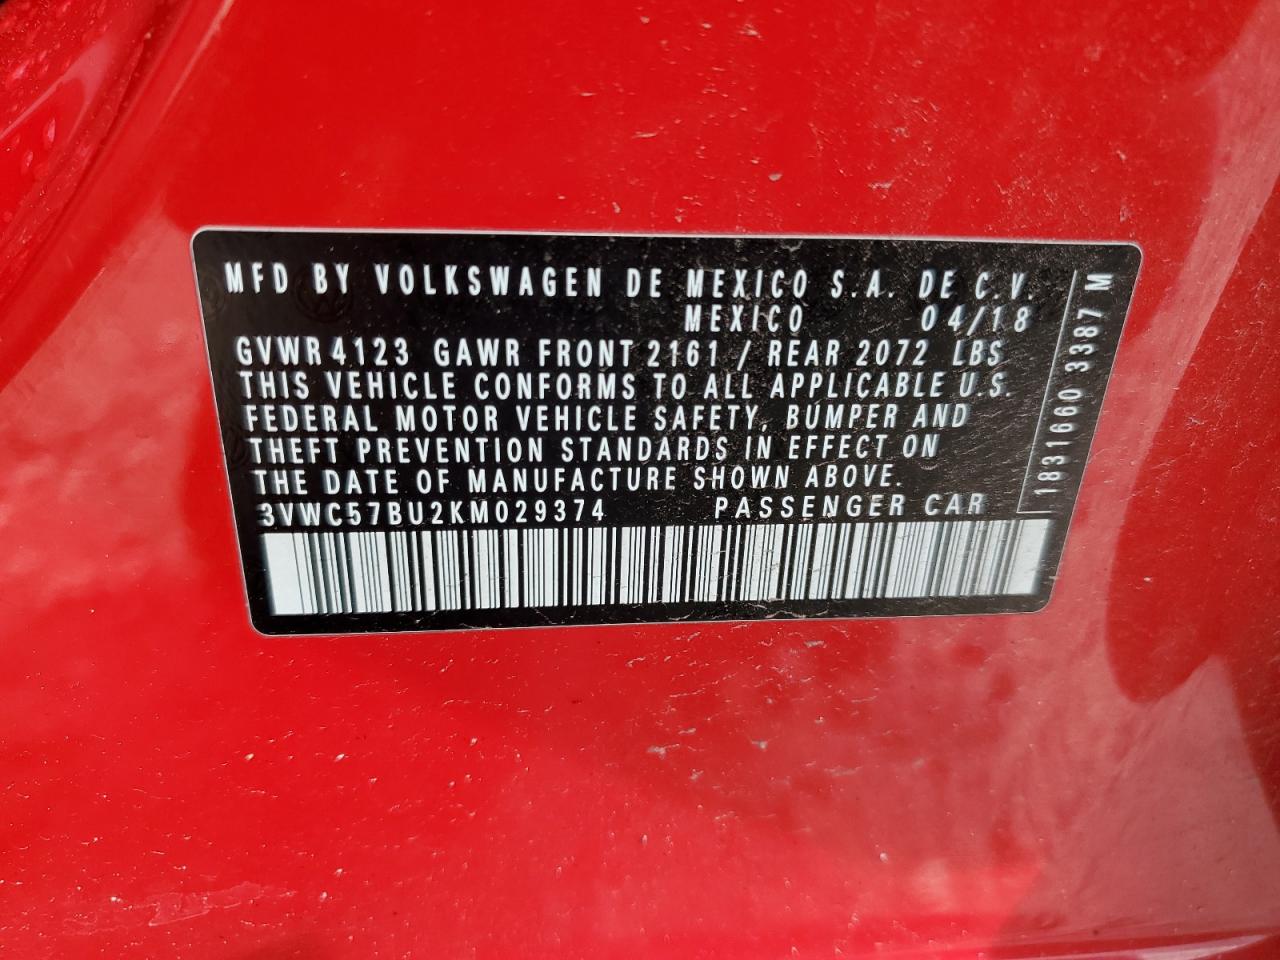 MFD BY VOLKSWAGEN DE MEXICO S.A. DE C.V.
MEXICO 04/18
GVWR 4123 GAWR FRONT 2161 / REAR 2072 LBS
THIS VEHICLE CONFORMS TO ALL APPLICABLE U.S.
FEDERAL MOTOR VEHICLE SAFETY, BUMPER AND
THEFT PREVENTION STANDARDS IN EFFECT ON
THE DATE OF MANUFACTURE SHOWN ABOVE.
3VWC57BU2KM029374 PASSENGER CAR
1831660 3387 M